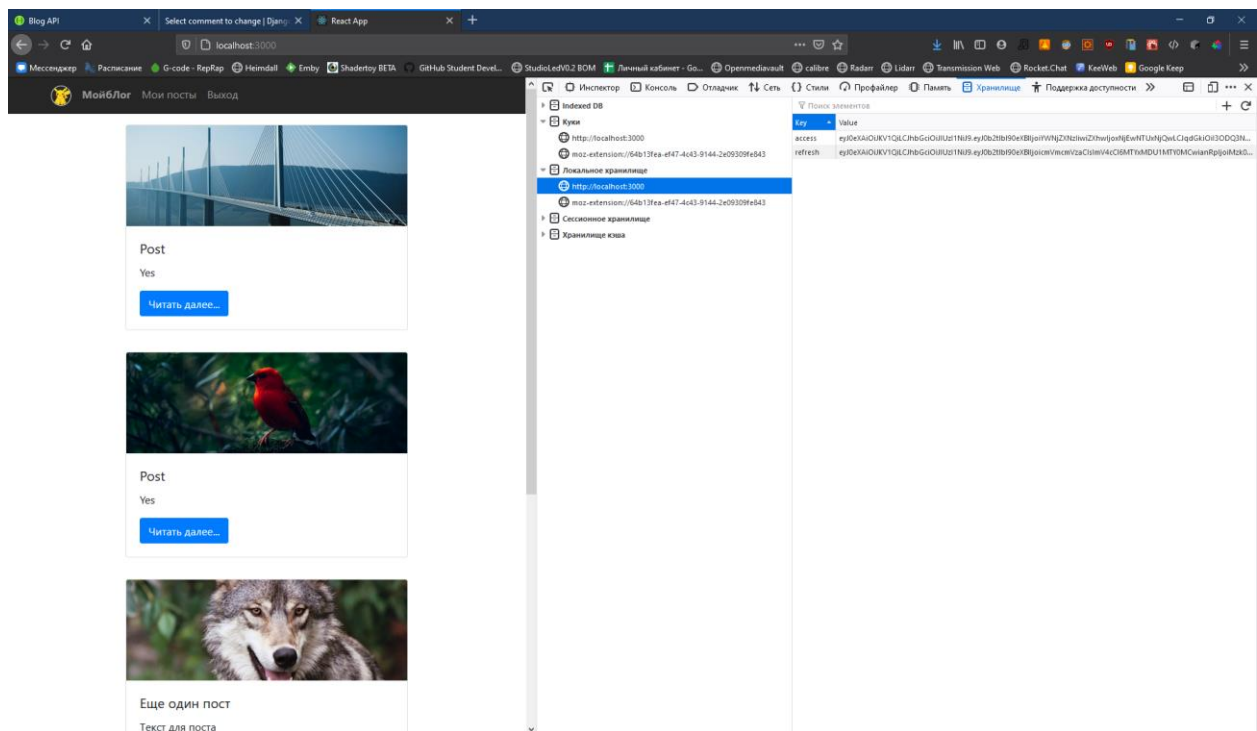 Blog API
Select comment to change | Djang
React App
localhost:3000
Мессенджер Расписание G-code - RepRap Heimdall Emby Shadertoy BETA GitHub Student Devel... StudioLedV0.2 BOM Личный кабинет - Go... Openmediavault calibre Radarr Lidarr Transmission Web Rocket.Chat KeeWeb Google Keep
МойбЛог Мои посты Выход
Post
Yes
Читать далее...
Post
Yes
Читать далее...
Еще один пост
Текст для поста
Инспектор Консоль Отладчик Сеть Стили Профайлер Память Хранилище Поддержка доступности
Indexed DB
Куки
http://localhost:3000
moz-extension://64b13fea-ef47-4c43-9144-2e09309fe843
Локальное хранилище
http://localhost:3000
moz-extension://64b13fea-ef47-4c43-9144-2e09309fe843
Сессионное хранилище
Хранилище кэша
Поиск элементов
Key Value
access
refresh